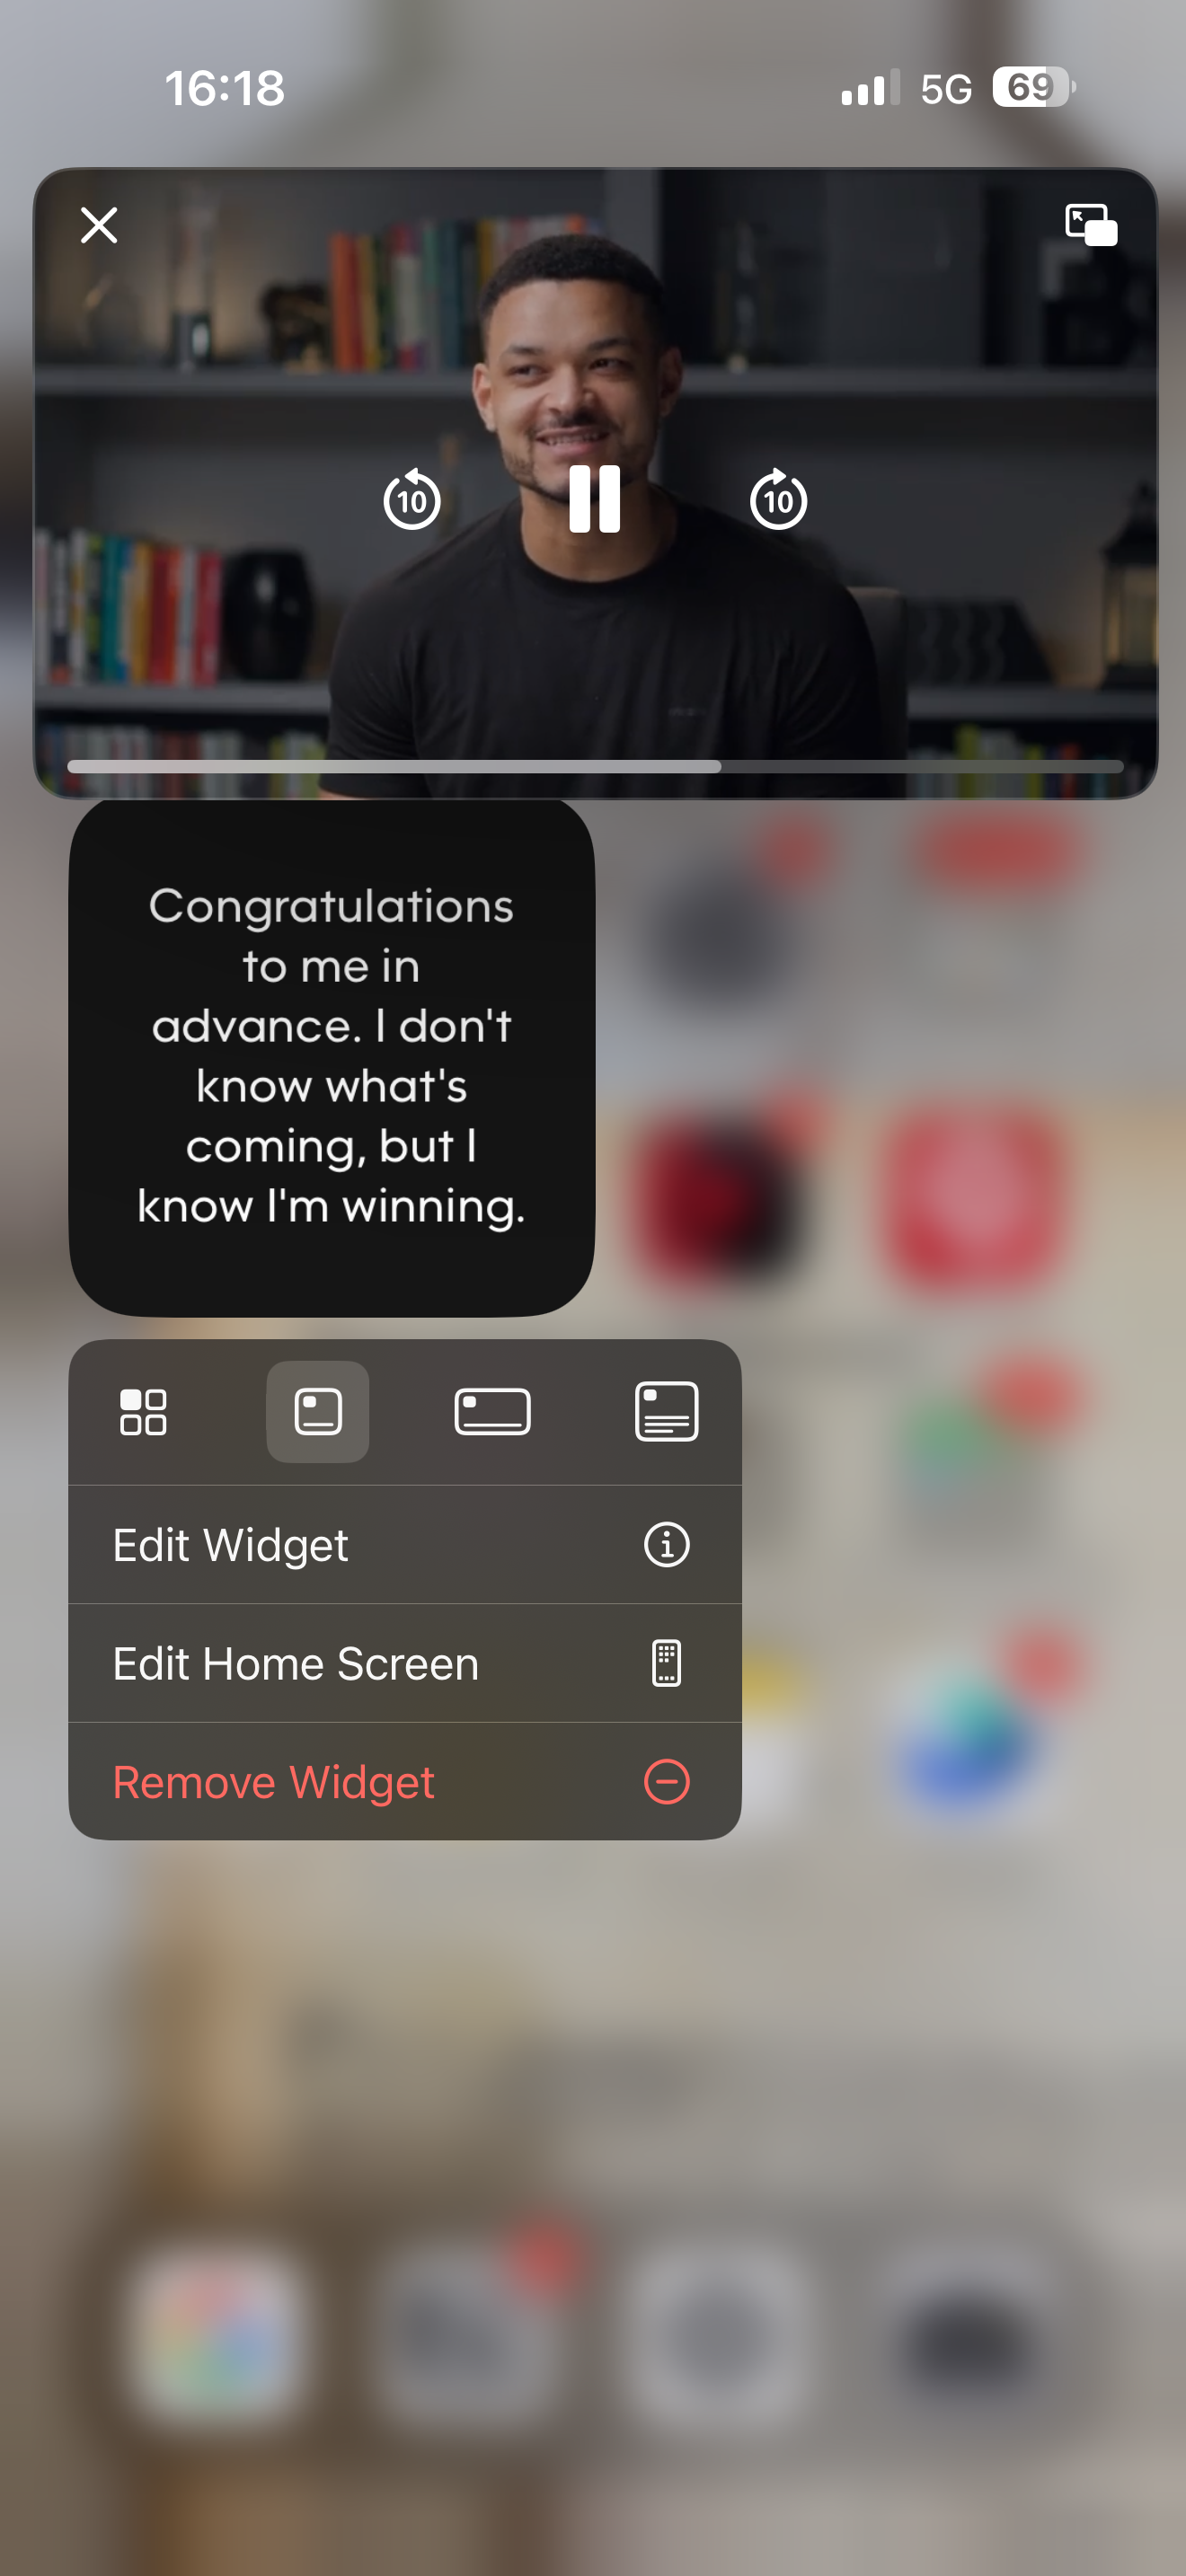 16:18
5G
69
10
10
Congratulations
to me in
advance. I don't
know what's
coming, but I
know I'm winning.
Edit Widget
Edit Home Screen
Remove Widget